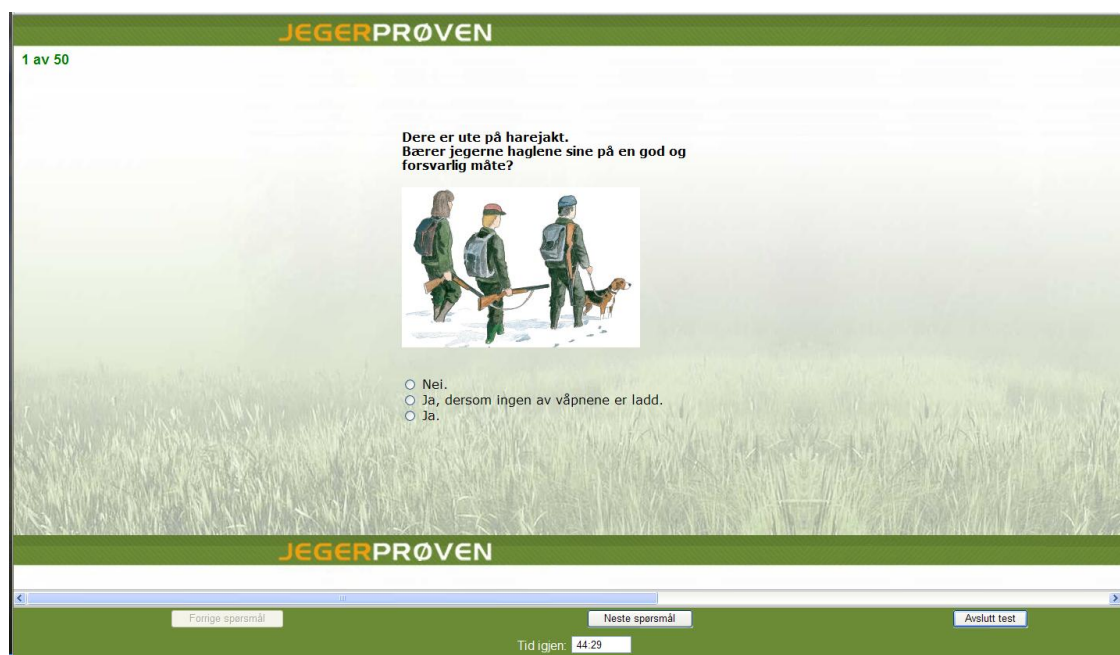 JEGERPRØVEN
1 av 50
Dere er ute på harejakt.
Bærer jegerne haglene sine på en god og
forsvarlig måte?
Nei.
Ja, dersom ingen av våpnene er ladd.
Ja.
JEGERPRØVEN
Forrige spørsmål
Neste spørsmål
Avslutt test
Tid igjen: 44:29